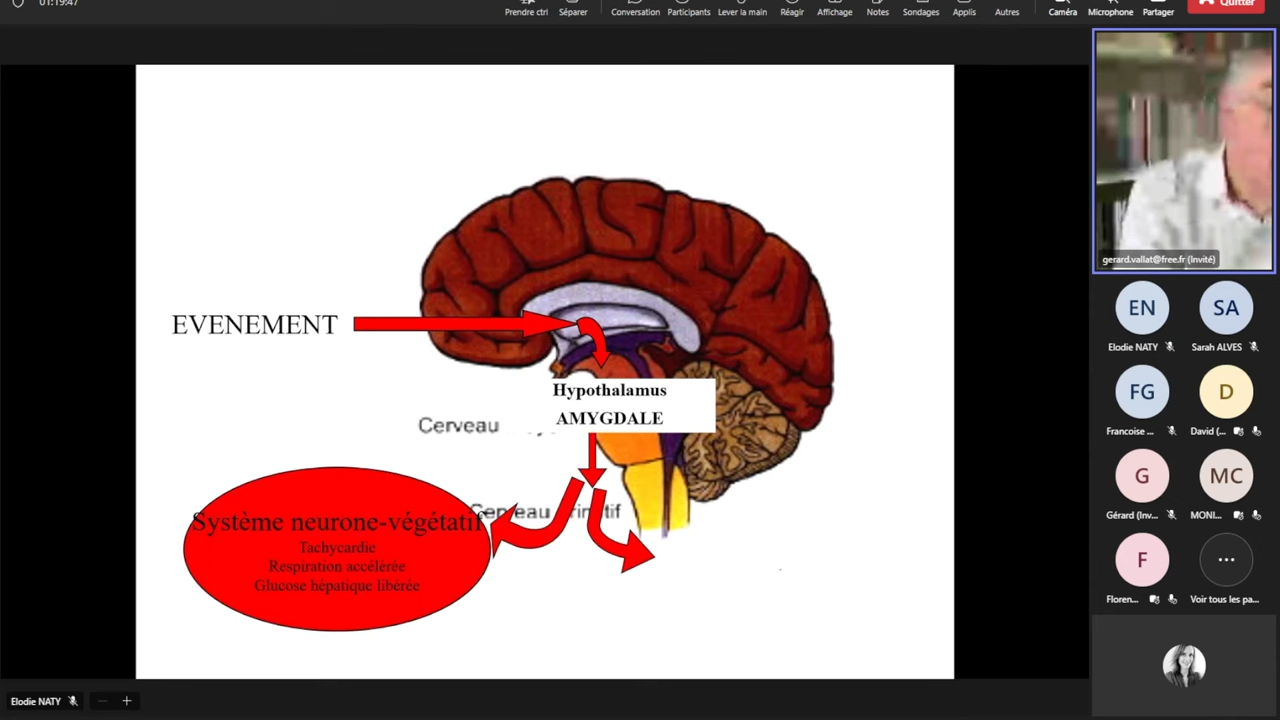 01:19:47
Prendre ctrl Séparer Conversation Participants Lever la main Réagir Affichage Notes Sondages Applis Autres Caméra Microphone Partager Quitter
EVENEMENT
Hypothalamus
AMYGDALE
Cerveau
Cerveau
Système neurone-végétatif
Tachycardie
Respiration accélérée
Glucose hépatique libérée
gerard.vallat@free.fr (Invité)
EN SA
Elodie NATY Sarah ALVES
FG D
Francoise ... David (...
G MC
Gérard (Inv... MONI...
F ...
Floren... Voir tous les pa...
Elodie NATY